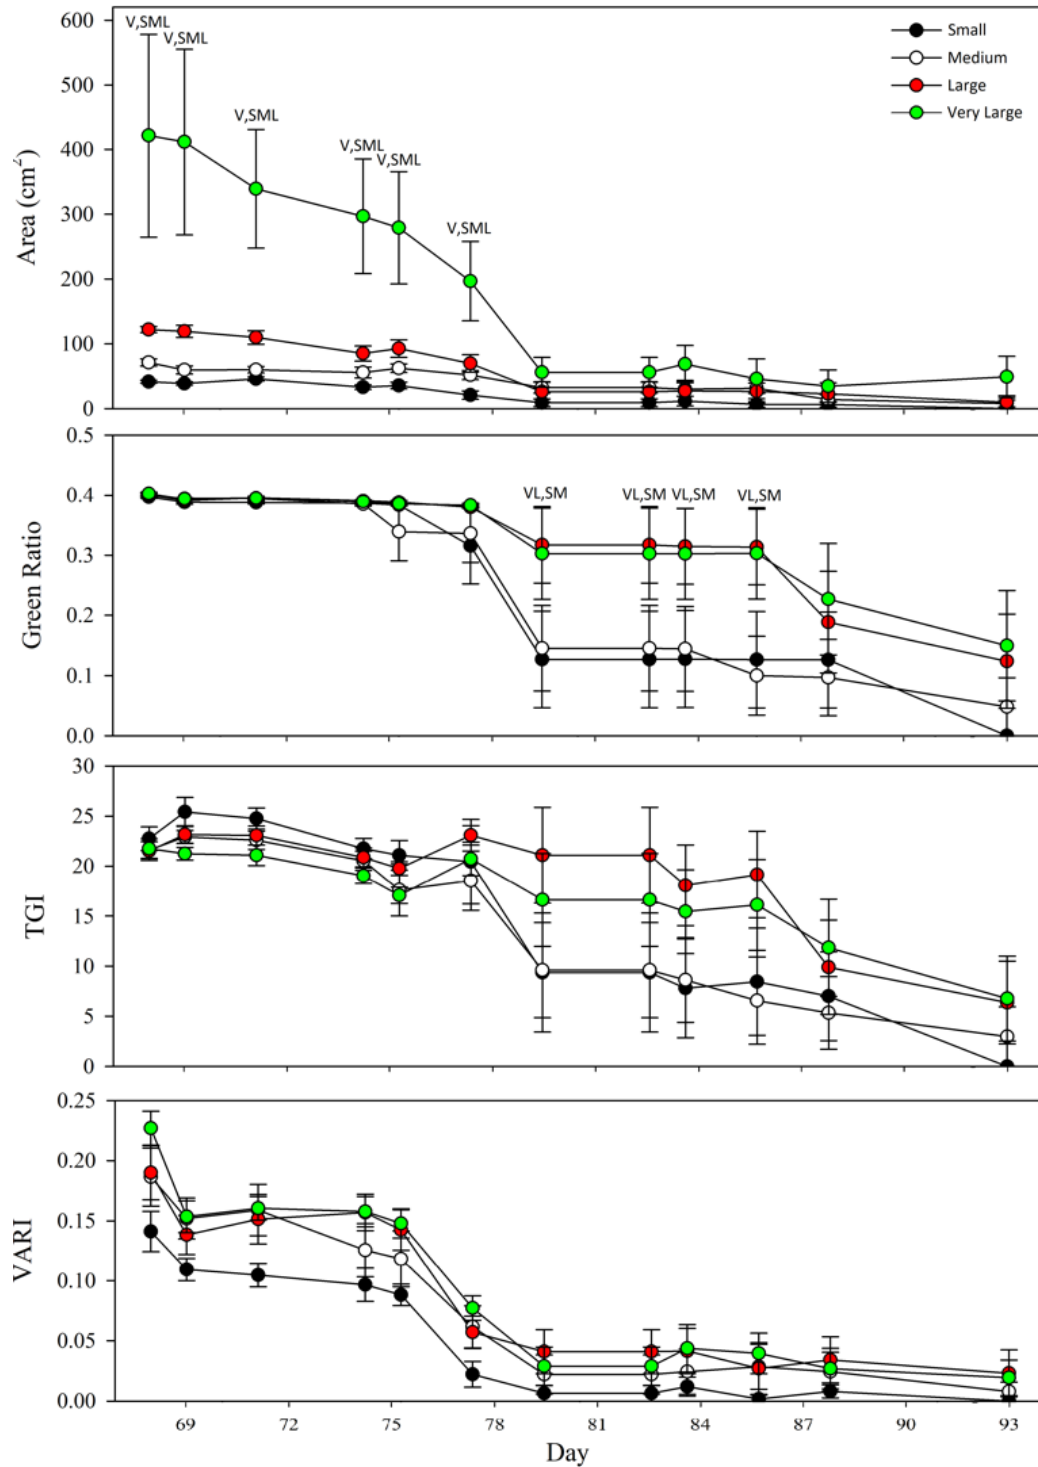 V,SML
V,SML
V,SML
V,SML
V,SML
V,SML
Small
Medium
Large
Very Large
600
500
400
300
200
100
0
Area (cm²)
VL,SM
VL,SM
VL,SM
VL,SM
0.5
0.4
0.3
0.2
0.1
0.0
Green Ratio
30
25
20
15
10
5
0
TGI
0.25
0.20
0.15
0.10
0.05
0.00
VARI
69 72 75 78 81 84 87 90 93
Day